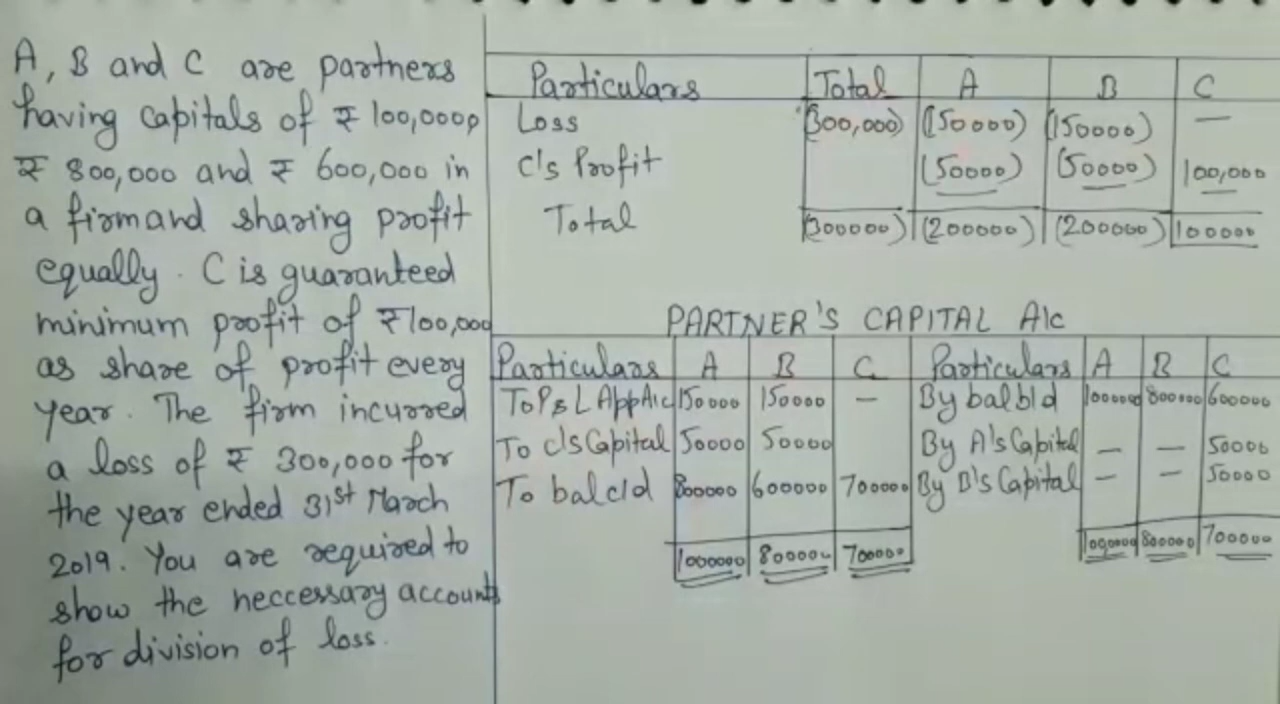 A, B and C are partners
having capitals of ₹ 100,0000
₹ 800,000 and ₹ 600,000 in
a firm and sharing profit
equally. C is guaranteed
minimum profit of ₹100,000
as share of profit every
year. The firm incurred
a loss of ₹ 300,000 for
the year ended 31st March
2019. You are required to
show the neccessary accounts
for division of loss.
Particulars Total A B C
Loss (300,000) (150000) (150000) —
C's Profit (50000) (50000) 100,000
Total (300000) (200000) (200000) 100000
PARTNER'S CAPITAL A/c
Particulars A B C Particulars A B C
To P & L App A/c 150000 150000 — By bal b/d 1000000 800000 600000
To C's Capital 50000 50000 By A's Capital — — 50000
To bal c/d 800000 600000 700000 By B's Capital — — 50000
1000000 800000 700000 1000000 800000 700000